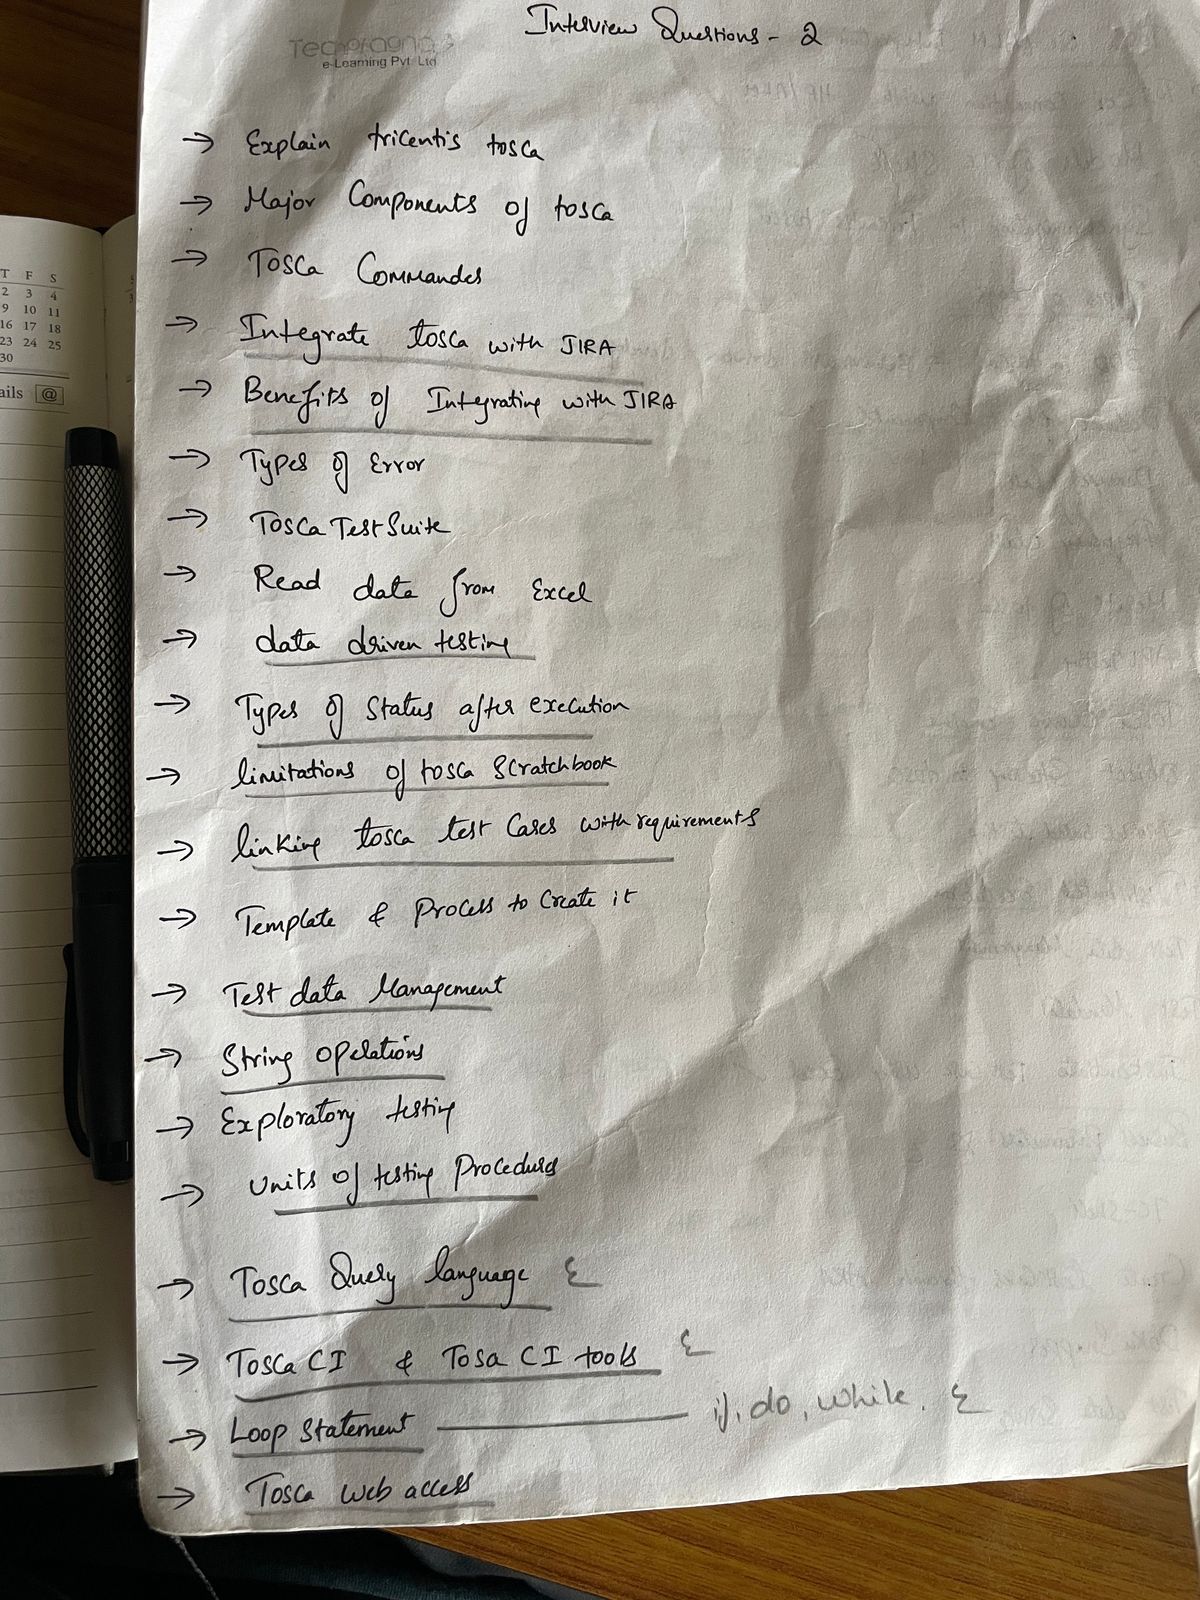 Interview Questions - 2
e-Learning Pvt. Ltd
→ Explain tricentis tosca
→ Major Components of tosca
→ Tosca Commandes
→ Integrate tosca with JIRA
→ Benefits of Integrating with JIRA
→ Types of Error
→ Tosca TestSuite
→ Read data from Excel
→ data driven testing
→ Types of Status after execution
→ limitations of tosca Scratchbook
→ linking tosca test Cases with requirements
→ Template & Process to Create it
→ Test data Management
→ String operations
→ Exploratory testing
→ Units of testing Procedures
→ Tosca Query language
→ Tosca CI & Tosa CI tools
→ Loop Statement — if, do, while.
→ Tosca web access
T F S
2 3 4
9 10 11
16 17 18
23 24 25
30
ails @